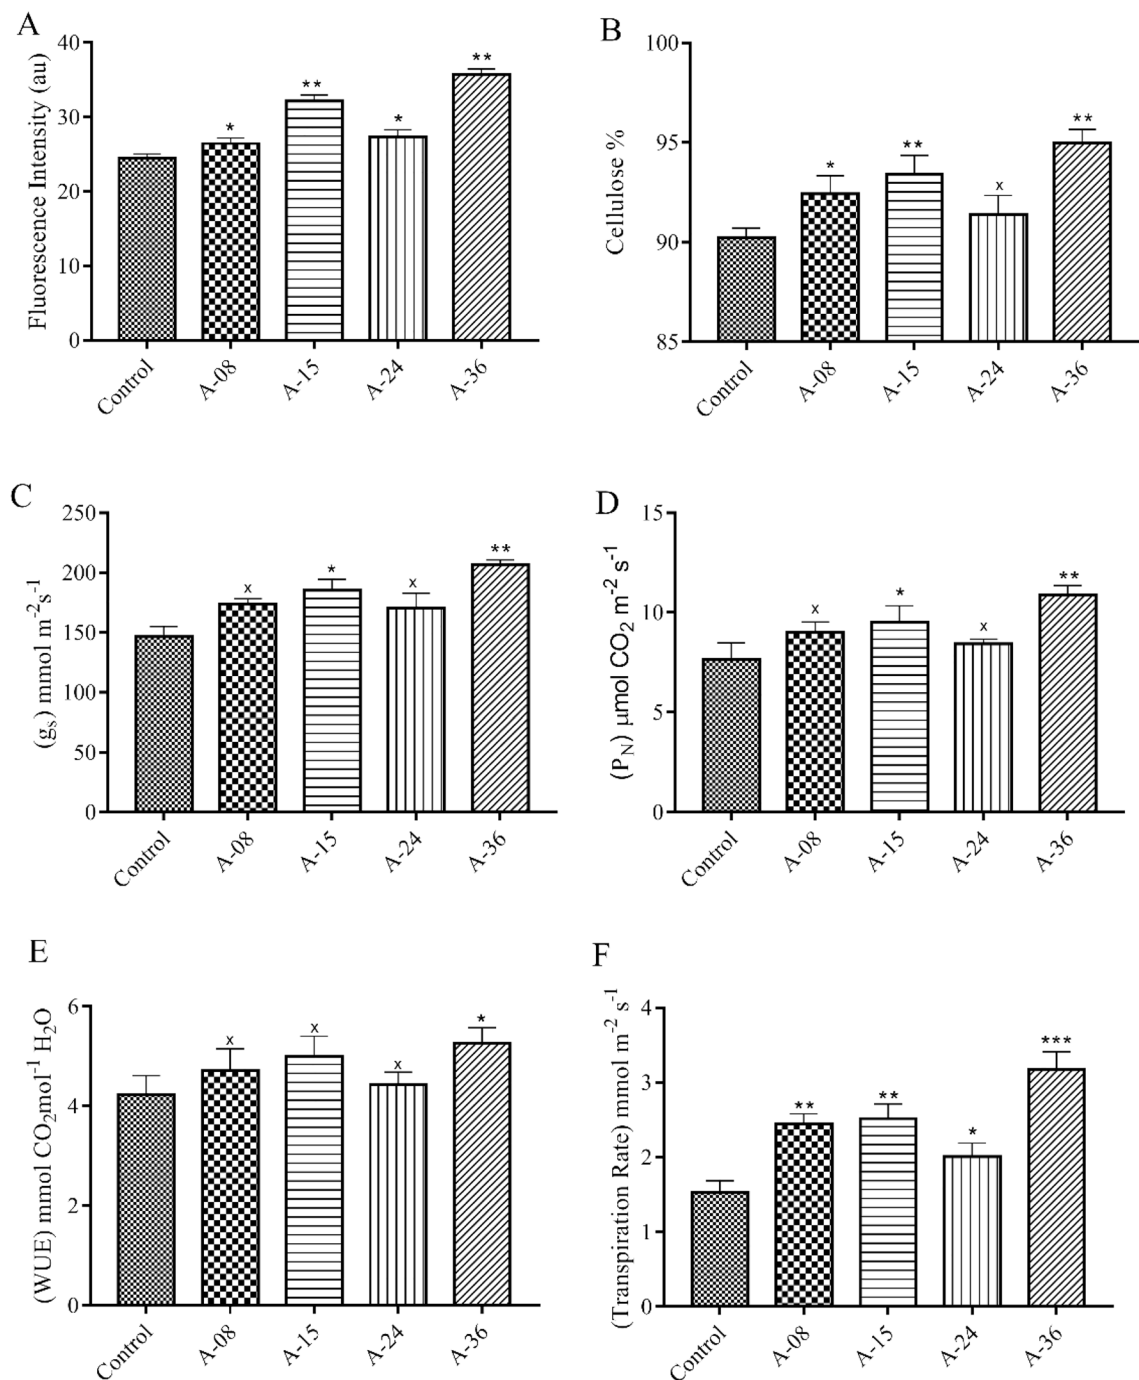 A
Fluorescence Intensity (au)
40
30
20
10
0
*
**
*
**
Control
A-08
A-15
A-24
A-36
B
Cellulose %
100
95
90
85
*
**
x
**
Control
A-08
A-15
A-24
A-36
C
(gₛ) mmol m⁻²s⁻¹
250
200
150
100
50
0
x
*
x
**
Control
A-08
A-15
A-24
A-36
D
(P_N) µmol CO₂ m⁻² s⁻¹
15
10
5
0
x
*
x
**
Control
A-08
A-15
A-24
A-36
E
(WUE) mmol CO₂mol⁻¹ H₂O
6
4
2
0
x
x
x
*
Control
A-08
A-15
A-24
A-36
F
(Transpiration Rate) mmol m⁻² s⁻¹
4
3
2
1
0
**
**
*
***
Control
A-08
A-15
A-24
A-36